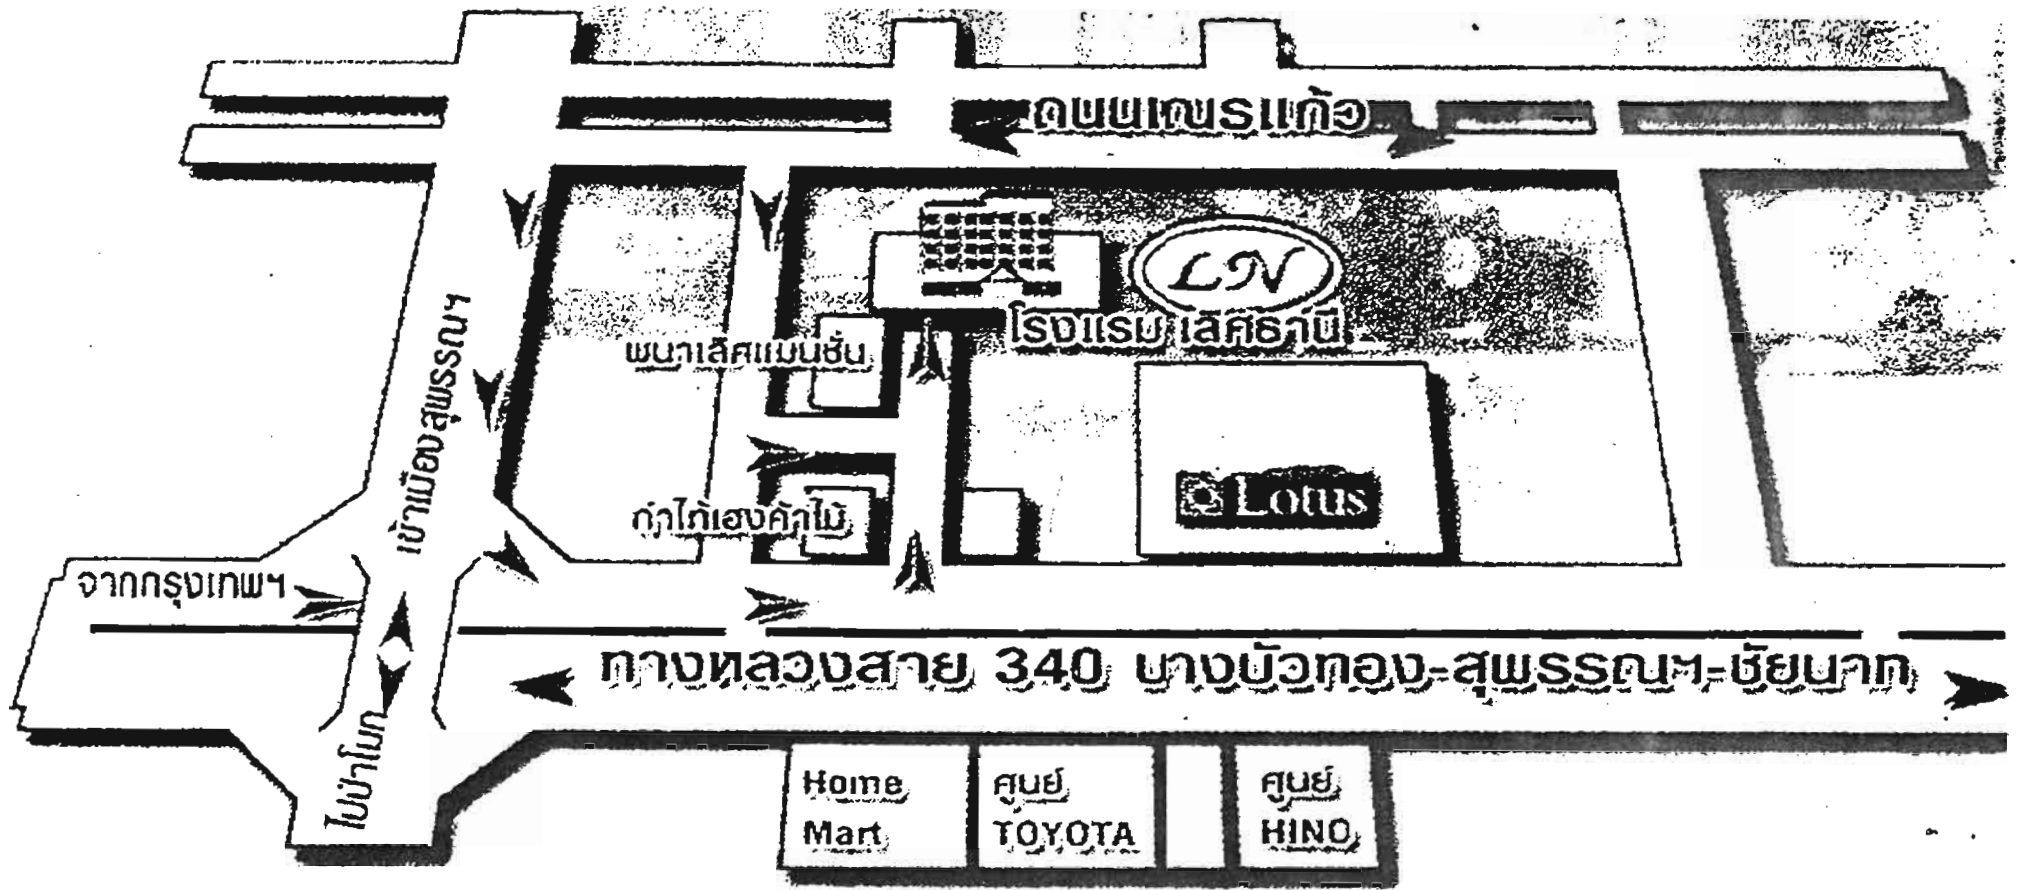 ถนนเณรแก้ว
LN
โรงแรม เลิศธานี
พนาเลิศแมนชั่น
เข้าเมืองสุพรรณฯ
Lotus
กำไก้เฮงค้าไม้
จากกรุงเทพฯ
ทางหลวงสาย 340 บางบัวทอง-สุพรรณฯ-ชัยนาท
ไปป่าโมก
Home
Mart
ศูนย์
TOYOTA
ศูนย์
HINO